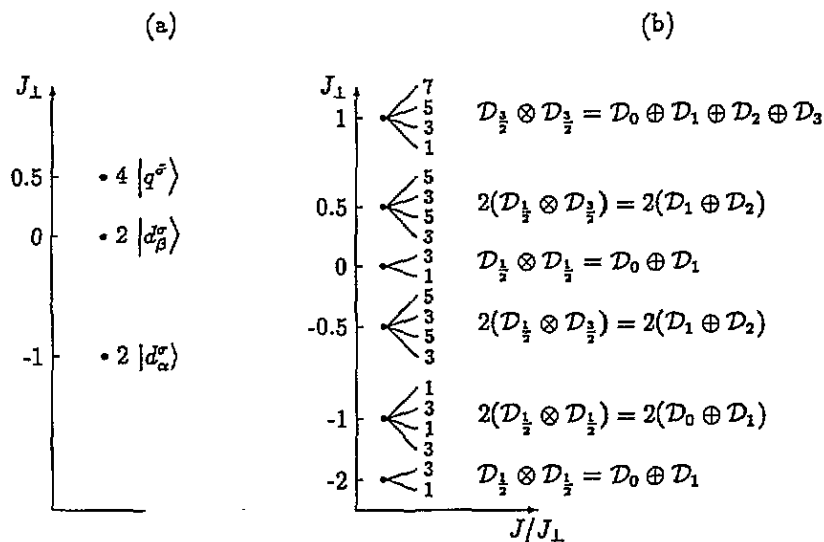 (a) (b)
J⊥ J⊥
7
5
3
1
1 𝒟_{3/2} ⊗ 𝒟_{3/2} = 𝒟_0 ⊕ 𝒟_1 ⊕ 𝒟_2 ⊕ 𝒟_3
0.5 4 |q^{σ̃}⟩
5
3
5
3
0.5 2(𝒟_{1/2} ⊗ 𝒟_{3/2}) = 2(𝒟_1 ⊕ 𝒟_2)
0 2 |d_β^σ⟩
3
1
0 𝒟_{1/2} ⊗ 𝒟_{1/2} = 𝒟_0 ⊕ 𝒟_1
5
3
5
3
-0.5 2(𝒟_{1/2} ⊗ 𝒟_{3/2}) = 2(𝒟_1 ⊕ 𝒟_2)
-1 2 |d_α^σ⟩
1
3
1
3
-1 2(𝒟_{1/2} ⊗ 𝒟_{1/2}) = 2(𝒟_0 ⊕ 𝒟_1)
3
1
-2 𝒟_{1/2} ⊗ 𝒟_{1/2} = 𝒟_0 ⊕ 𝒟_1
J/J⊥